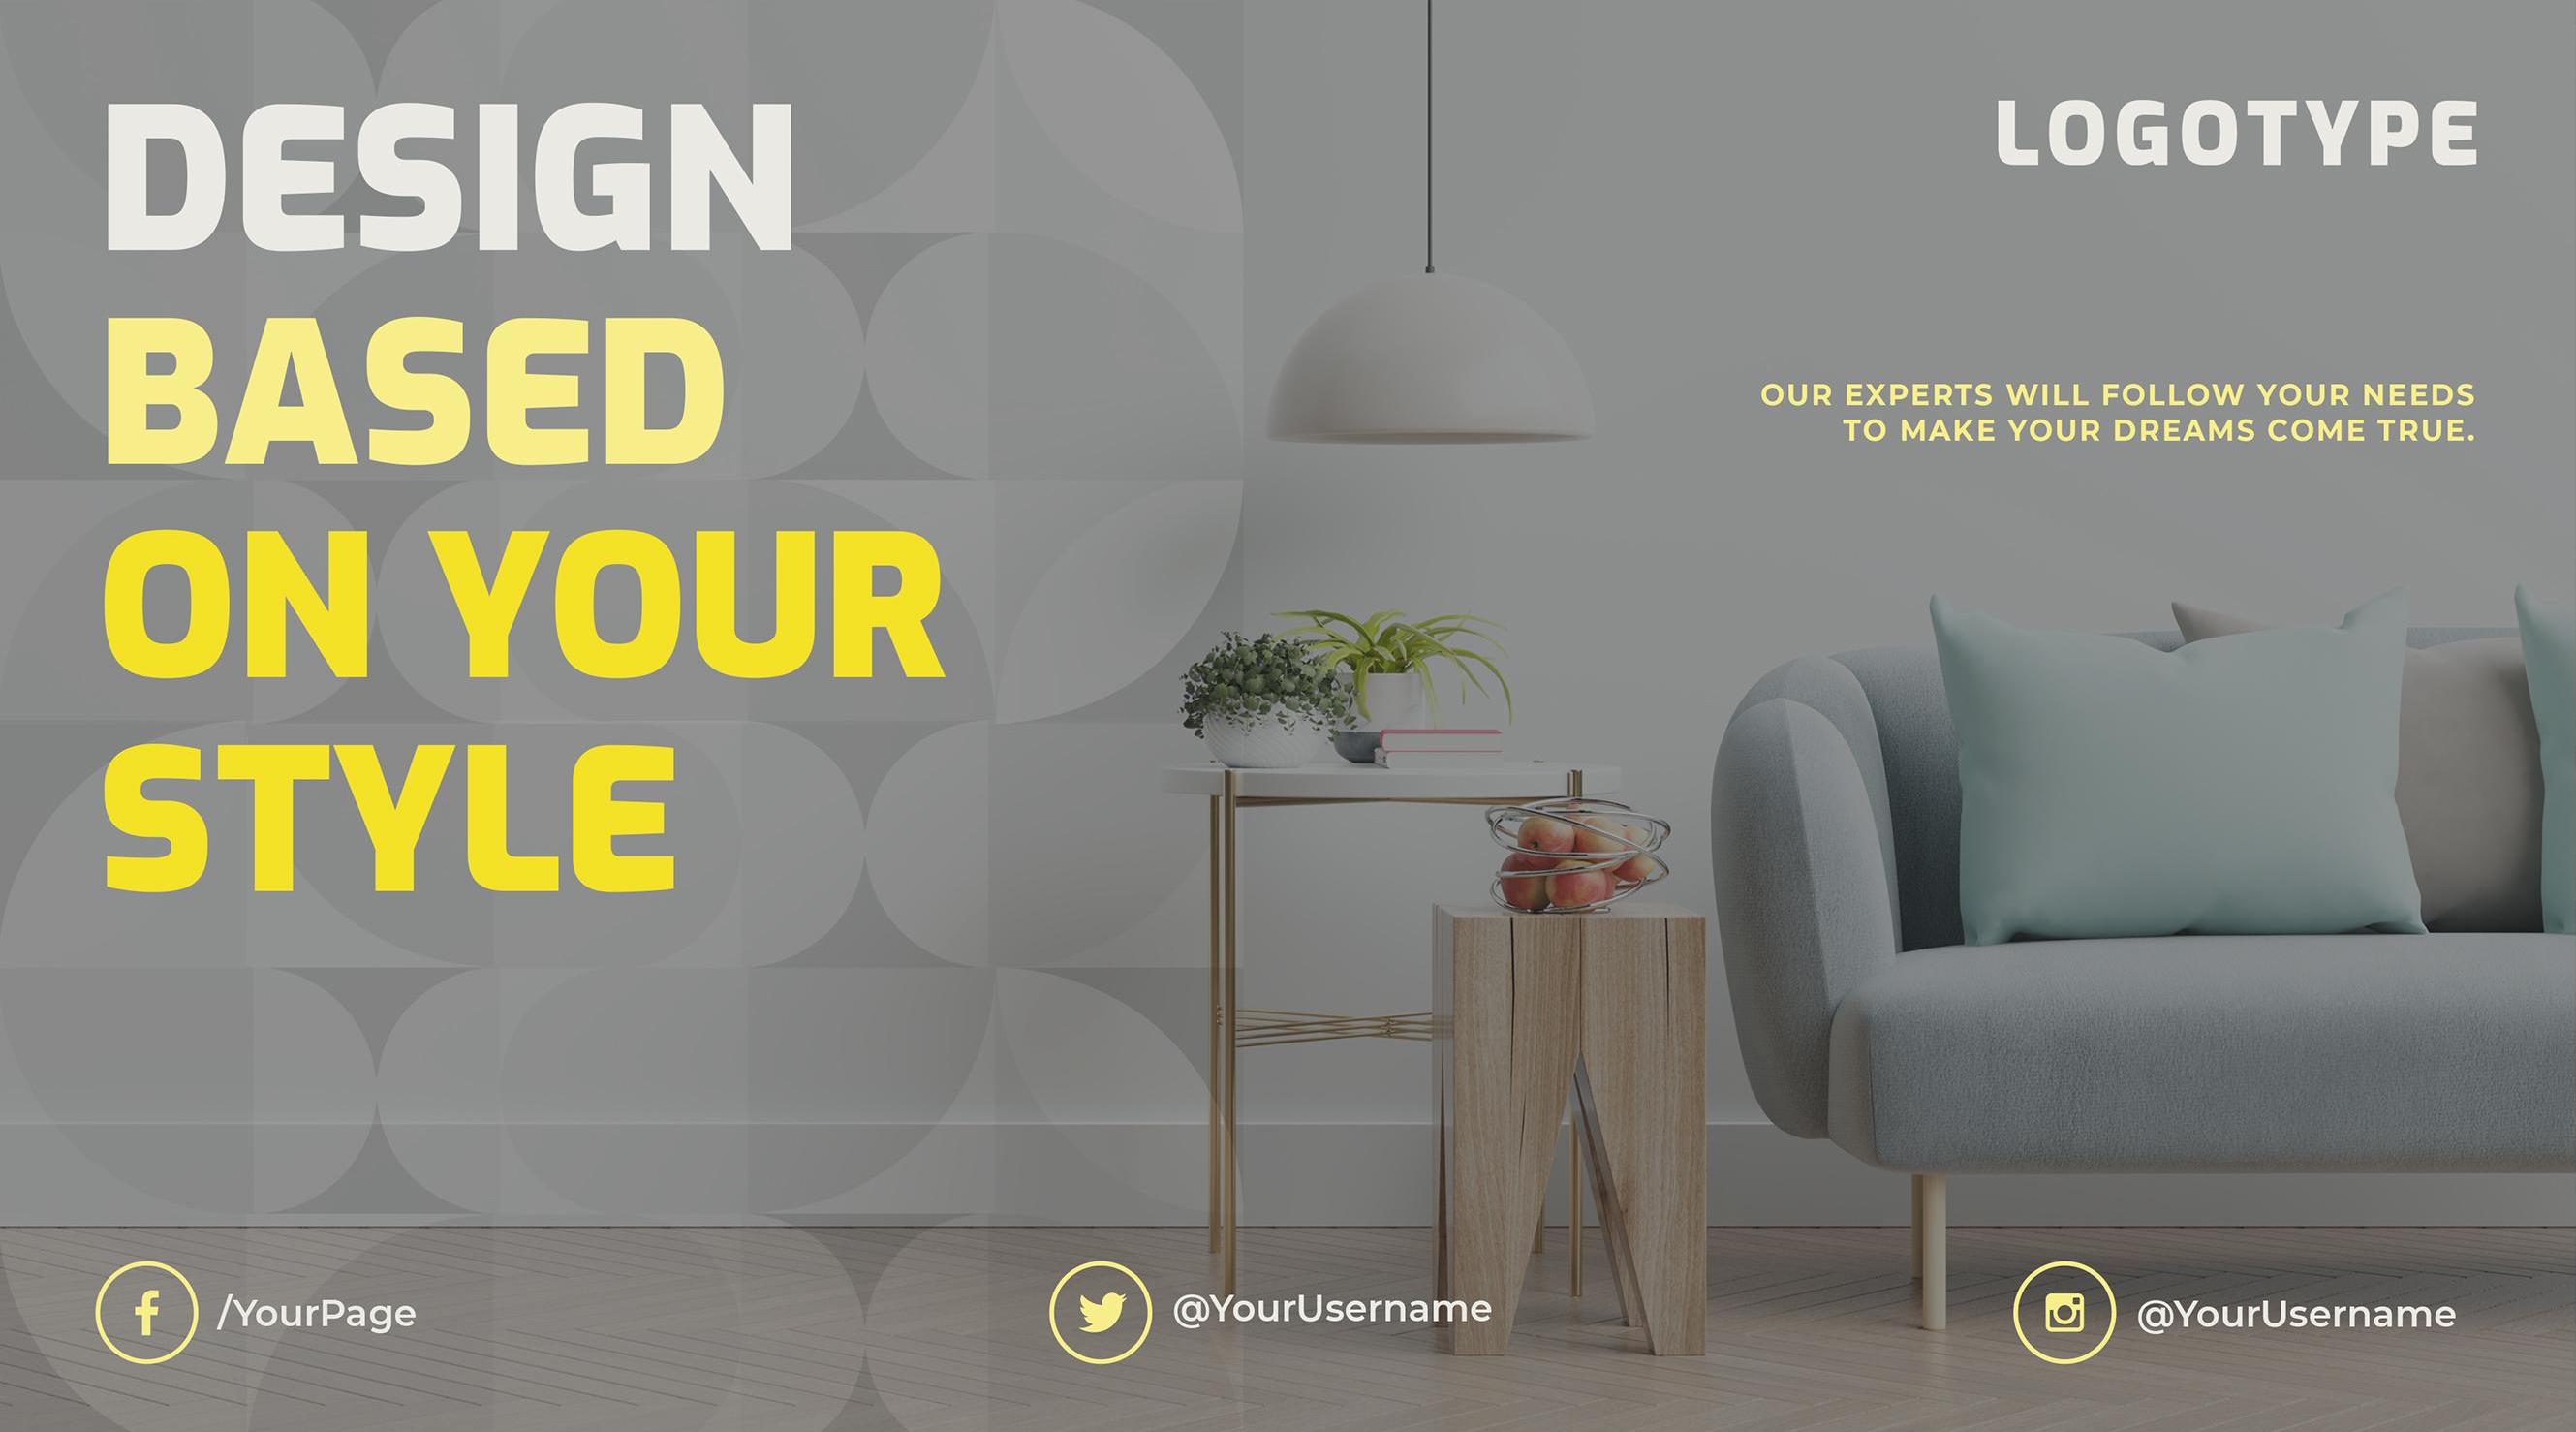 DESIGN
BASED
ON YOUR
STYLE
LOGOTYPE
OUR EXPERTS WILL FOLLOW YOUR NEEDS
TO MAKE YOUR DREAMS COME TRUE.
/YourPage
@YourUsername
@YourUsername